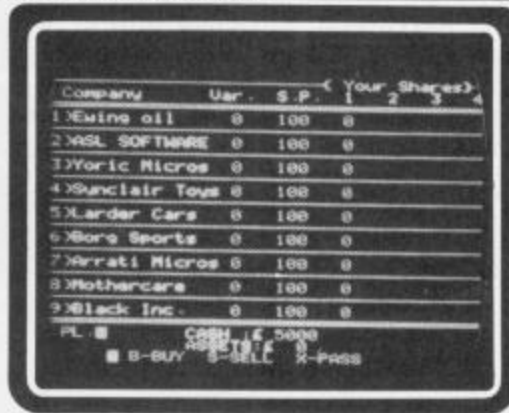 ( Your Shares)
Company Var. S.P. 1 2 3 4
1>Ewing oil 0 100 0
2>ASL SOFTWARE 0 100 0
3>Yoric Micros 0 100 0
4>Synclair Toys 0 100 0
5>Larder Cars 0 100 0
6>Boro Sports 0 100 0
7>Arrati Micros 0 100 0
8>Mothercare 0 100 0
9>Black Inc. 0 100 0
PL. CASH :£ 5000
ASSETS:£ 0
B-BUY S-SELL X-PASS